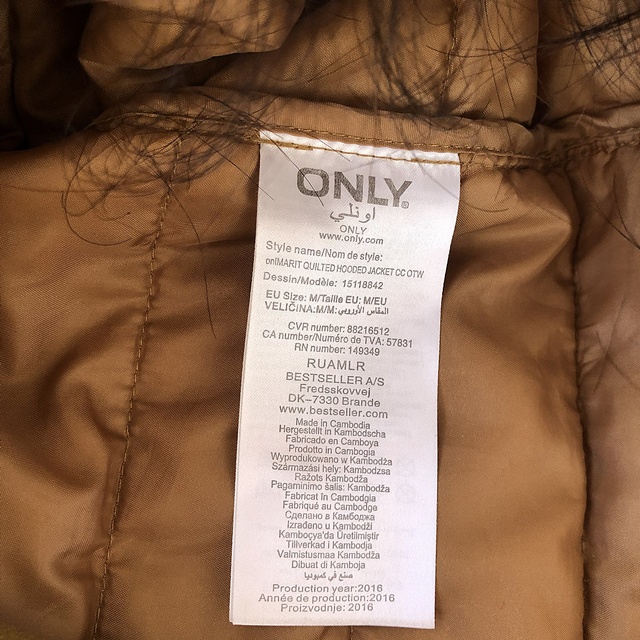 ONLY®
اونلي
ONLY
www.only.com
Style name/Nom de style:
onlMARIT QUILTED HOODED JACKET CC OTW
Dessin/Modèle: 15118842
EU Size: M/Taille EU: M/EU
VELIČINA:M/M:المقاس الأوروبي
CVR number: 88216512
CA number/Numéro de TVA: 57831
RN number: 149349
RUAMLR
BESTSELLER A/S
Fredsskovvej
DK-7330 Brande
www.bestseller.com
Made in Cambodia
Hergestellt in Kambodscha
Fabricado en Camboya
Prodotto in Cambogia
Wyprodukowano w Kambodża
Származási hely: Kambodzsa
Ražots Kambodža
Pagaminimo šalis: Kambodža
Fabricat în Cambodgia
Fabriqué au Cambodge
Сделано в Камбоджа
Izrađeno u Kambodži
Kamboçya'da Üretilmiştir
Tillverkad i Kambodja
Valmistusmaa Kambodža
Dibuat di Kamboja
صنع في كمبوديا
Production year:2016
Année de production:2016
Proizvodnje: 2016